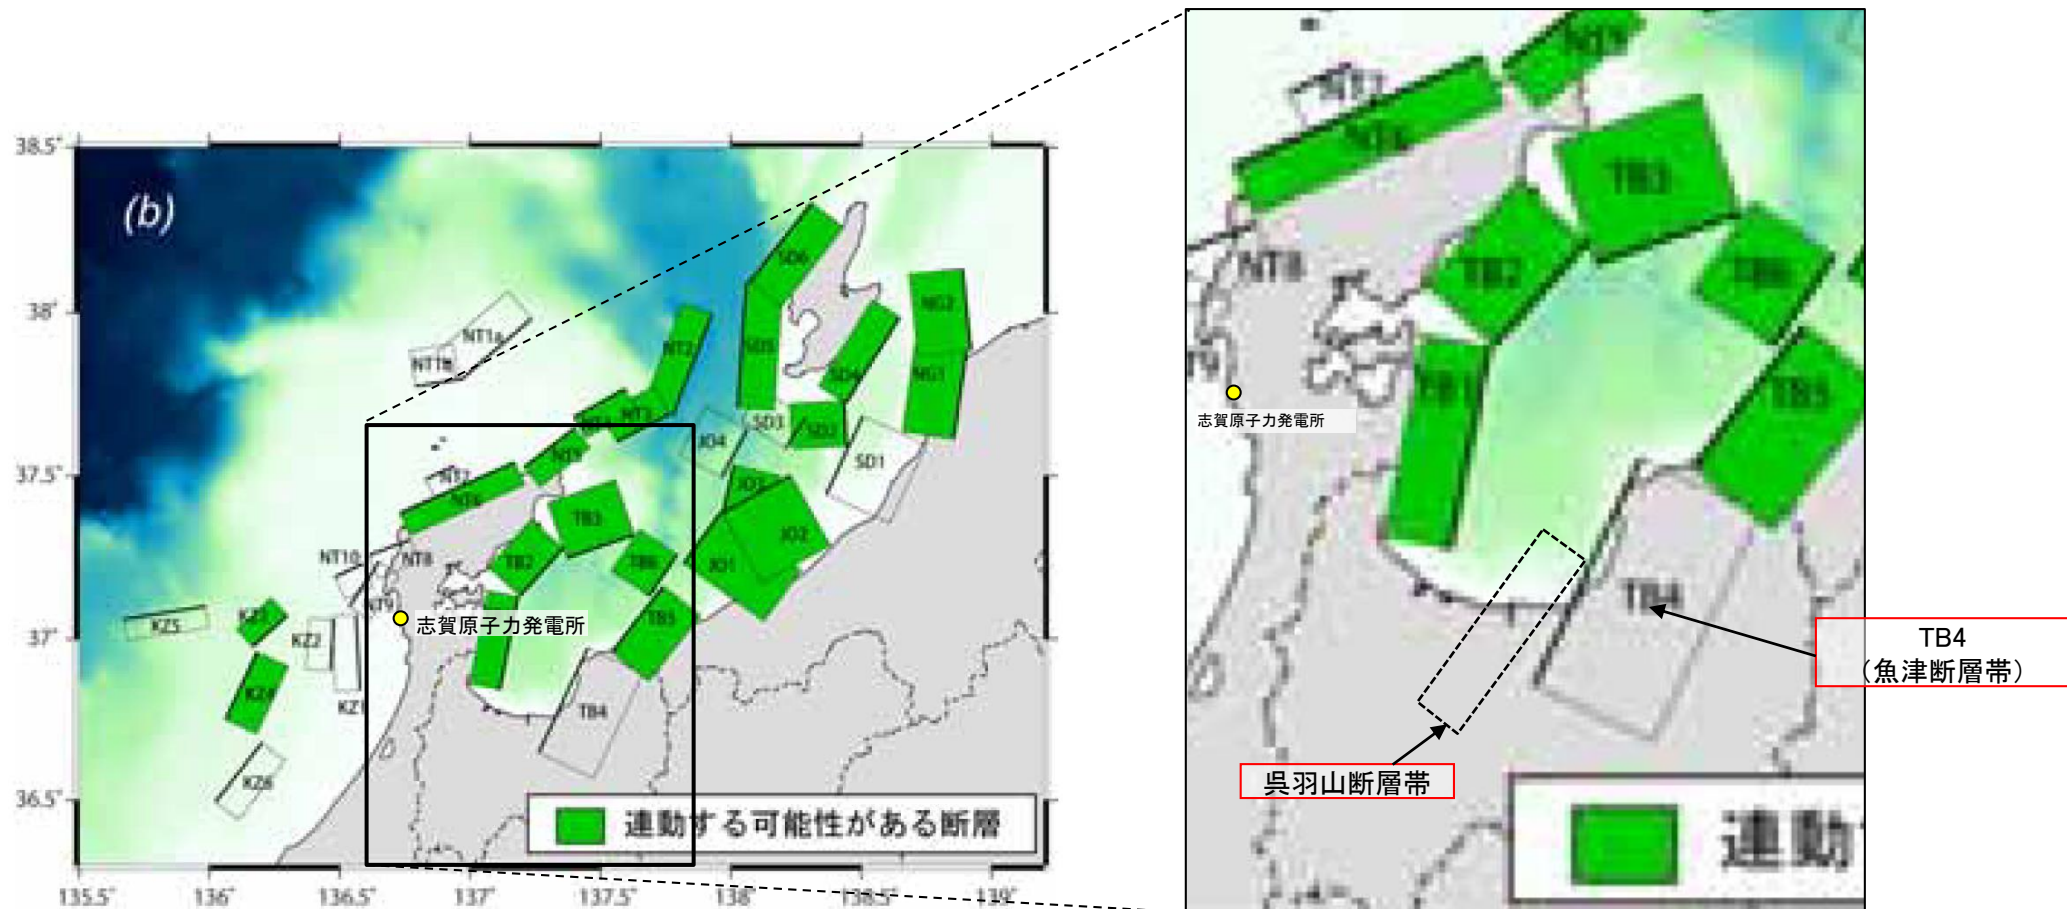 (b)
38.5°
38°
37.5°
37°
36.5°
135.5°
136°
136.5°
137°
137.5°
138°
138.5°
139°
SD6
NG2
NT1a
NT1b
NT2
SD5
SD4
NG1
NT3
SD3
SD2
JO4
SD1
NT5
NT7
NT6
JO3
TB3
JO2
NT10
NT8
TB2
TB6
JO1
NT9
KZ5
KZ3
KZ2
志賀原子力発電所
TB5
KZ4
KZ1
TB4
KZ6
連動する可能性がある断層
NT5
NT7
NT6
TB3
NT8
TB2
TB6
TB1
TB5
志賀原子力発電所
TB4
TB4
(魚津断層帯)
呉羽山断層帯
連動